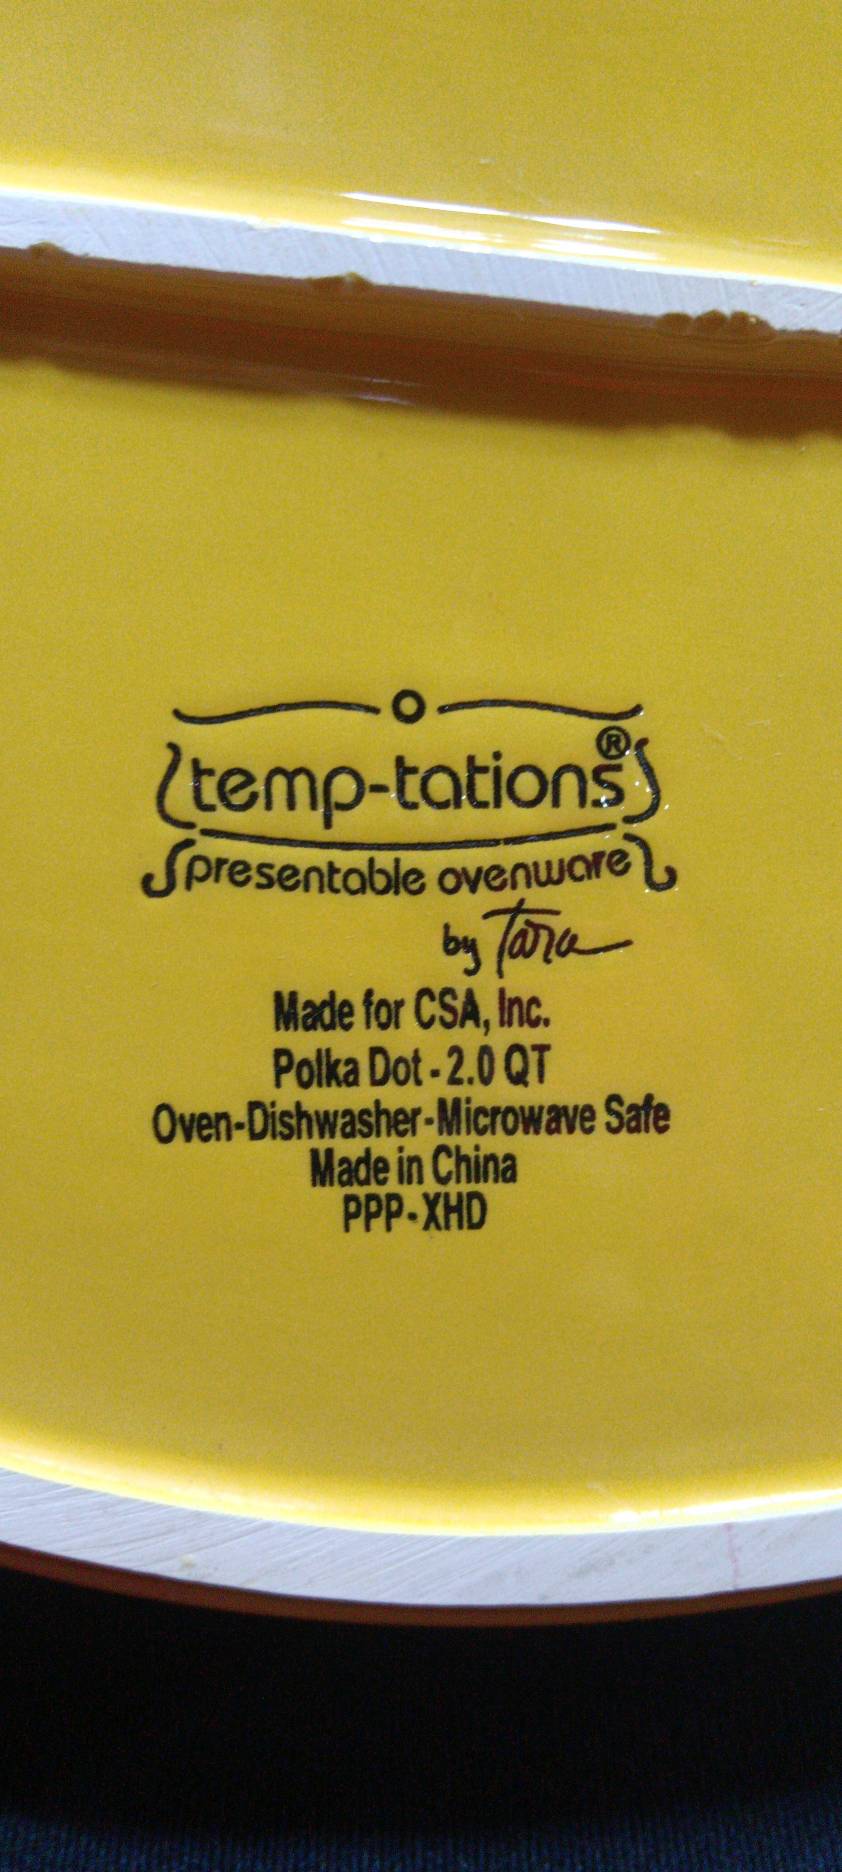 temp-tations®
presentable ovenware
by Tara
Made for CSA, Inc.
Polka Dot - 2.0 QT
Oven-Dishwasher-Microwave Safe
Made in China
PPP-XHD